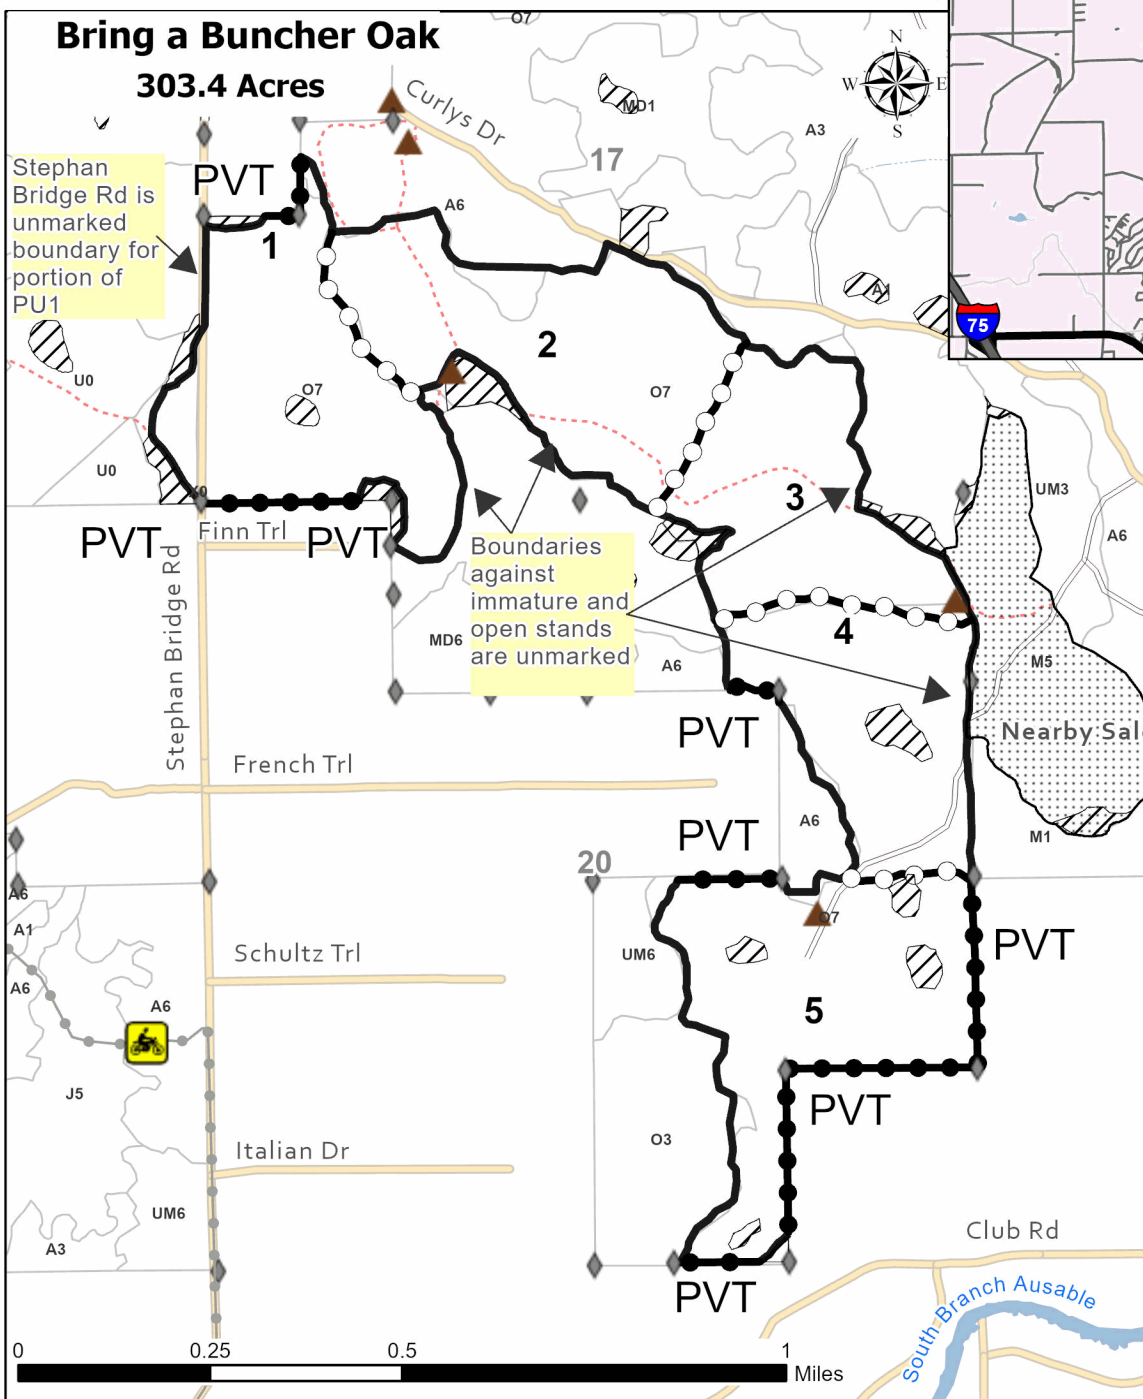 Bring a Buncher Oak
303.4 Acres
O7
N
W E
S
Curlys Dr
MD1
A3
17
Stephan
Bridge Rd is
unmarked
boundary for
portion of
PU1
PVT
A6
1
A1
75
2
U0
O7
O7
U0
3
UM3
PVT
Finn Trl
PVT
A6
Boundaries
against
immature and
open stands
are unmarked
Stephan Bridge Rd
MD6
A6
4
M5
PVT
Nearby Sal
French Trl
PVT
A6
M1
20
A6
A1
O7
Schultz Trl
UM6
PVT
A6
A6
5
J5
PVT
Italian Dr
O3
UM6
A3
Club Rd
PVT
South Branch Ausable
0 0.25 0.5 1
Miles